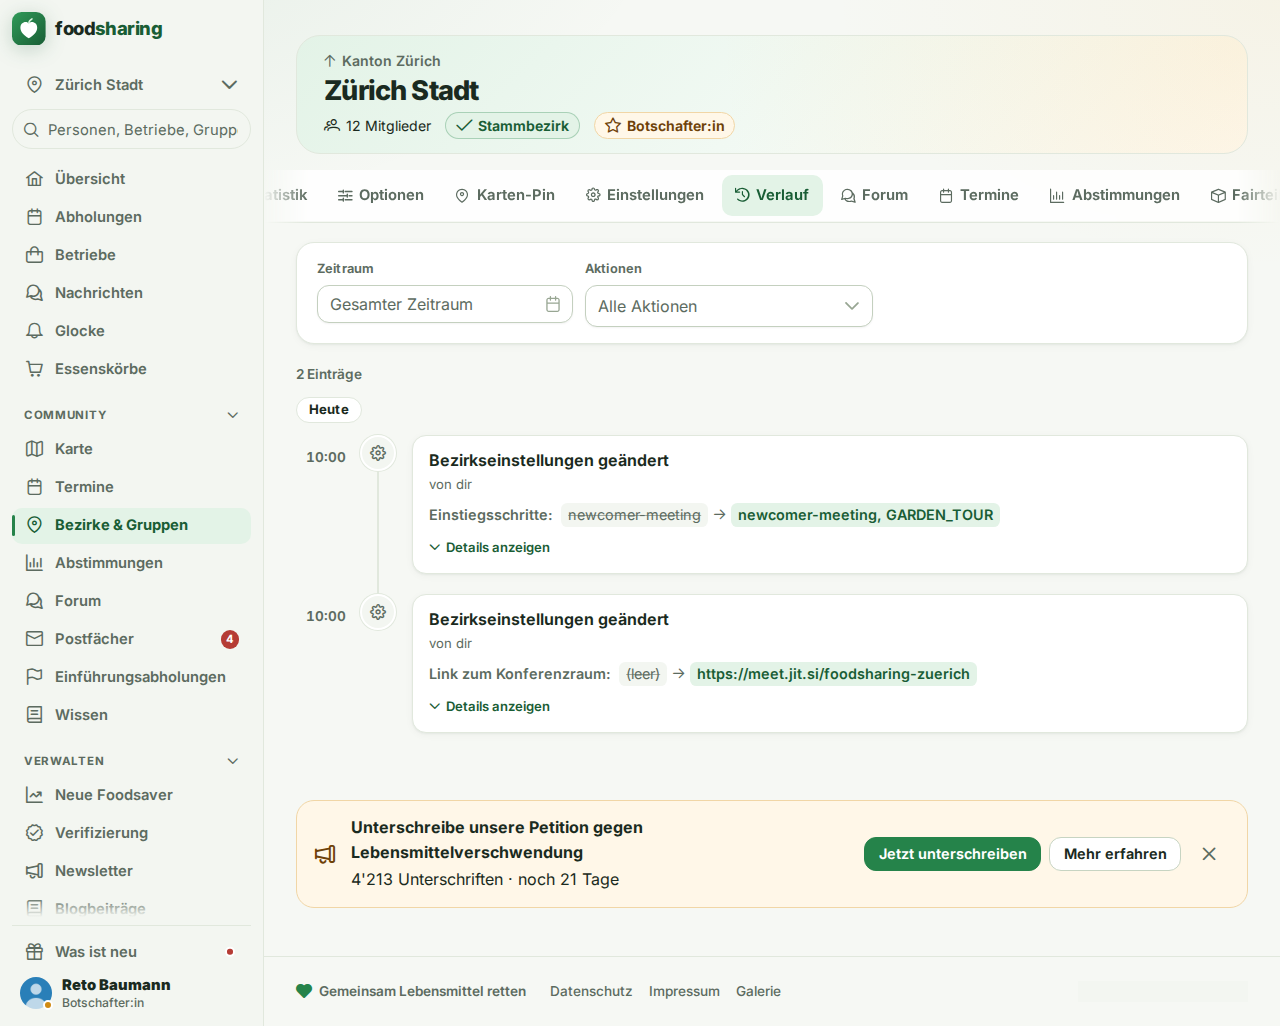 foodsharing
Zürich Stadt
Personen, Betriebe, Grupp
Übersicht
Abholungen
Betriebe
Nachrichten
Glocke
Essenskörbe
COMMUNITY
Karte
Termine
Bezirke & Gruppen
Abstimmungen
Forum
Postfächer 4
Einführungsabholungen
Wissen
VERWALTEN
Neue Foodsaver
Verifizierung
Newsletter
Blogbeiträge
Was ist neu
Reto Baumann
Botschafter:in
Kanton Zürich
Zürich Stadt
12 Mitglieder Stammbezirk Botschafter:in
atistik Optionen Karten-Pin Einstellungen Verlauf Forum Termine Abstimmungen Fairtei
Zeitraum Aktionen
Gesamter Zeitraum Alle Aktionen
2 Einträge
Heute
10:00 Bezirkseinstellungen geändert
von dir
Einstiegsschritte: newcomer-meeting → newcomer-meeting, GARDEN_TOUR
Details anzeigen
10:00 Bezirkseinstellungen geändert
von dir
Link zum Konferenzraum: (leer) → https://meet.jit.si/foodsharing-zuerich
Details anzeigen
Unterschreibe unsere Petition gegen
Lebensmittelverschwendung
4'213 Unterschriften · noch 21 Tage
Jetzt unterschreiben Mehr erfahren
Gemeinsam Lebensmittel retten Datenschutz Impressum Galerie